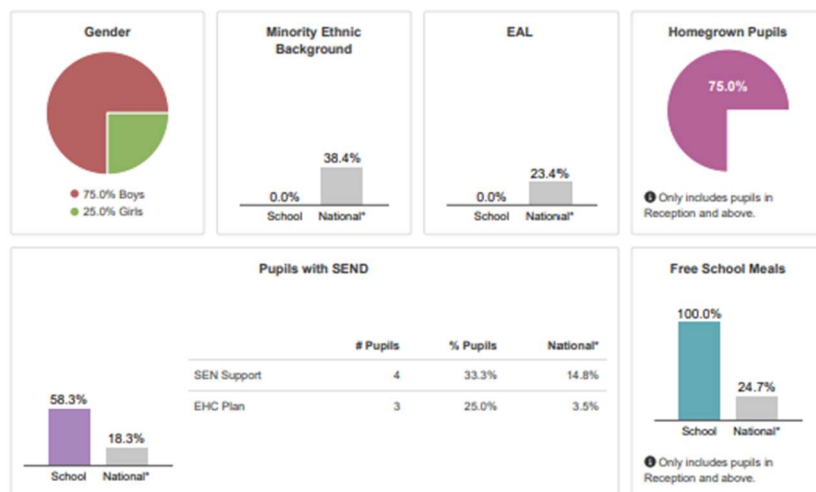 Gender
75.0% Boys
25.0% Girls
Minority Ethnic
Background
38.4%
0.0%
School National*
EAL
23.4%
0.0%
School National*
Homegrown Pupils
75.0%
Only includes pupils in
Reception and above.
Pupils with SEND
58.3%
18.3%
School National*
# Pupils % Pupils National*
SEN Support 4 33.3% 14.8%
EHC Plan 3 25.0% 3.5%
Free School Meals
100.0%
24.7%
School National*
Only includes pupils in
Reception and above.